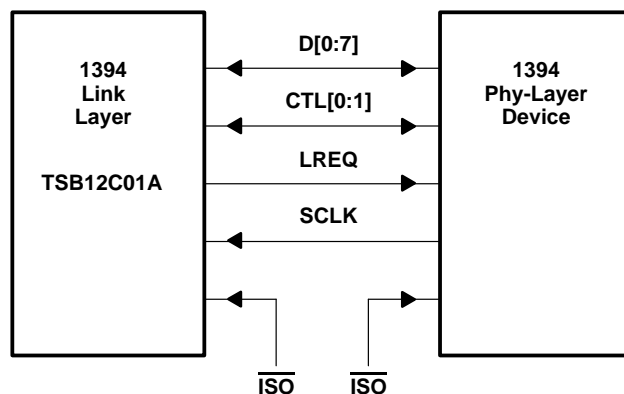 D[0:7]
1394
Link
Layer
1394
Phy-Layer
Device
CTL[0:1]
LREQ
TSB12C01A
SCLK
ISO
ISO